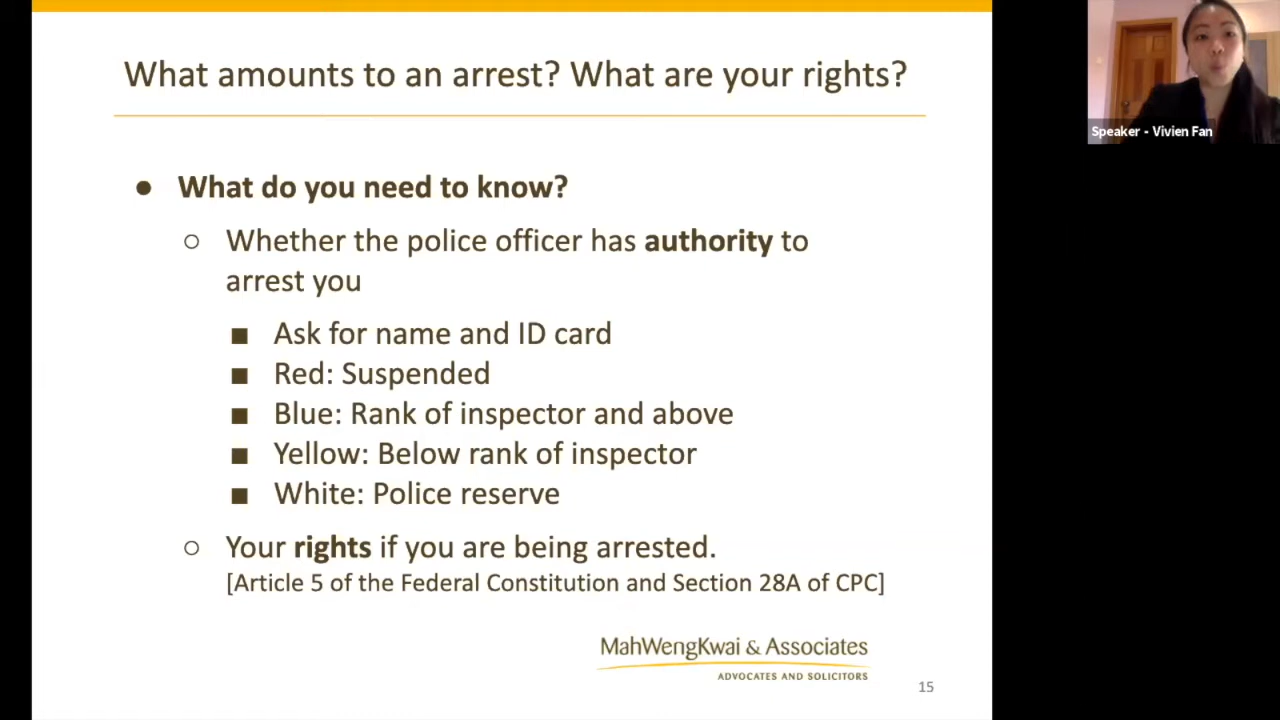 What amounts to an arrest? What are your rights?
Speaker - Vivien Fan
● What do you need to know?
○ Whether the police officer has authority to
arrest you
■ Ask for name and ID card
■ Red: Suspended
■ Blue: Rank of inspector and above
■ Yellow: Below rank of inspector
■ White: Police reserve
○ Your rights if you are being arrested.
[Article 5 of the Federal Constitution and Section 28A of CPC]
MahWengKwai & Associates
ADVOCATES AND SOLICITORS
15